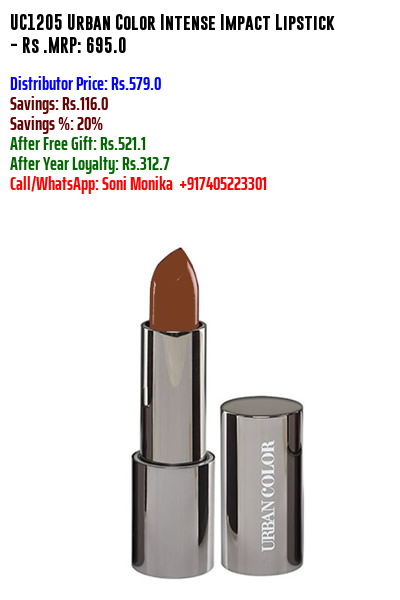 UC1205 Urban Color Intense Impact Lipstick
- Rs .MRP: 695.0
Distributor Price: Rs.579.0
Savings: Rs.116.0
Savings %: 20%
After Free Gift: Rs.521.1
After Year Loyalty: Rs.312.7
Call/WhatsApp: Soni Monika +917405223301
URBAN COLOR